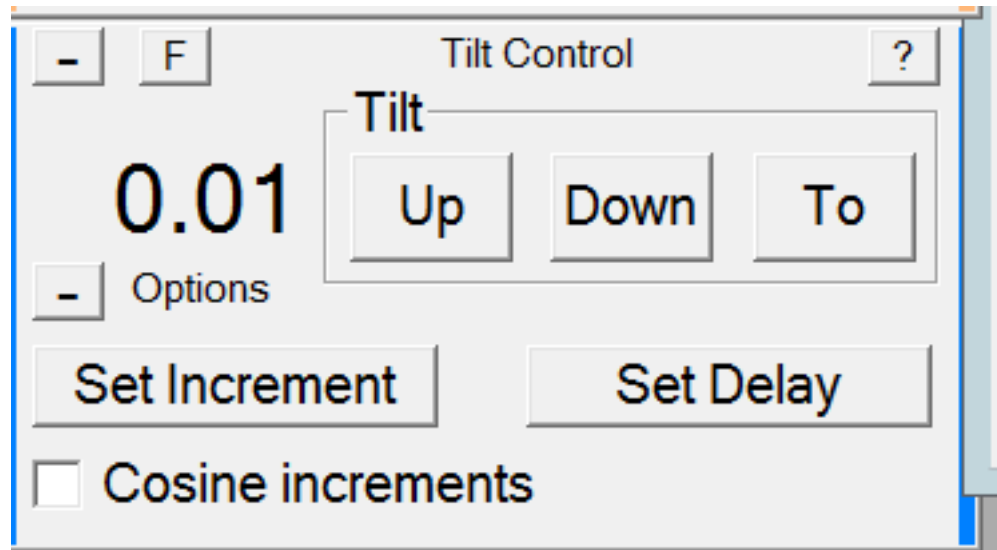 - F Tilt Control ?
Tilt
0.01 Up Down To
- Options
Set Increment Set Delay
Cosine increments